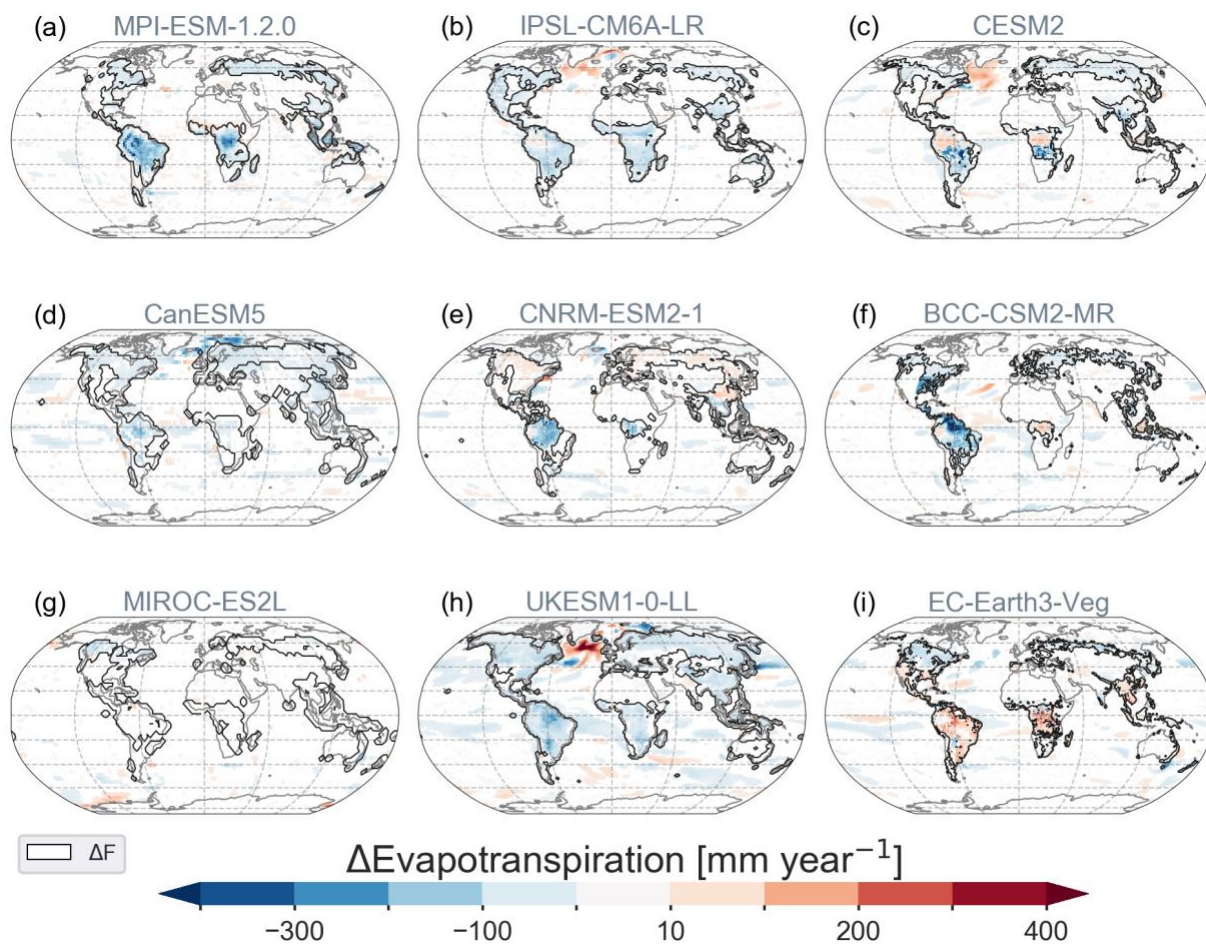 (a) MPI-ESM-1.2.0
(b) IPSL-CM6A-LR
(c) CESM2
(d) CanESM5
(e) CNRM-ESM2-1
(f) BCC-CSM2-MR
(g) MIROC-ES2L
(h) UKESM1-0-LL
(i) EC-Earth3-Veg
ΔF
ΔEvapotranspiration [mm year⁻¹]
−300 −100 10 200 400